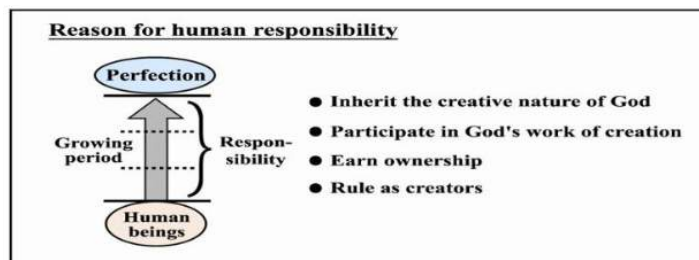 Reason for human responsibility
Perfection
Growing
period
Respon-
sibility
Human
beings
● Inherit the creative nature of God
● Participate in God's work of creation
● Earn ownership
● Rule as creators